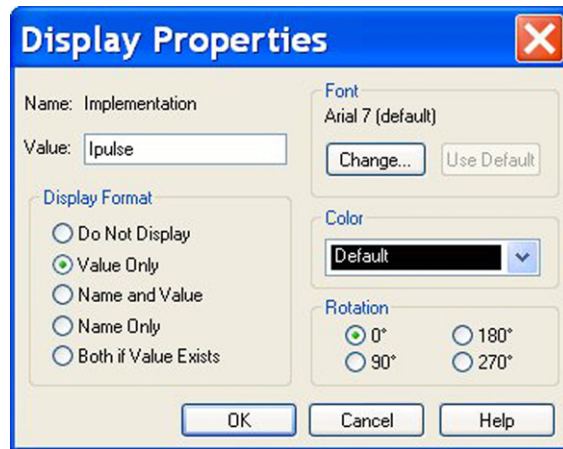 Display Properties
Name: Implementation
Value: Ipulse
Display Format
Do Not Display
Value Only
Name and Value
Name Only
Both if Value Exists
Font
Arial 7 (default)
Change... Use Default
Color
Default
Rotation
0° 180°
90° 270°
OK Cancel Help